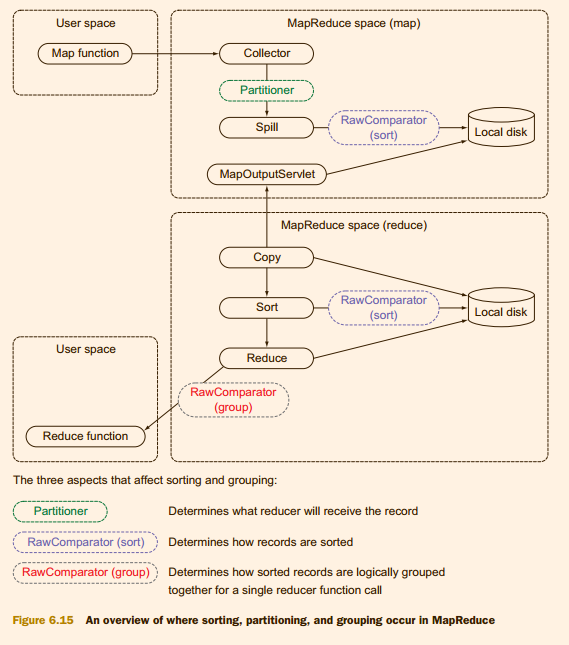 User space
MapReduce space (map)
Map function
Collector
Partitioner
Spill
RawComparator
(sort)
Local disk
MapOutputServlet
MapReduce space (reduce)
Copy
Sort
RawComparator
(sort)
Local disk
User space
Reduce
RawComparator
(group)
Reduce function
The three aspects that affect sorting and grouping:
Partitioner
Determines what reducer will receive the record
RawComparator (sort)
Determines how records are sorted
RawComparator (group)
Determines how sorted records are logically grouped
together for a single reducer function call
Figure 6.15 An overview of where sorting, partitioning, and grouping occur in MapReduce